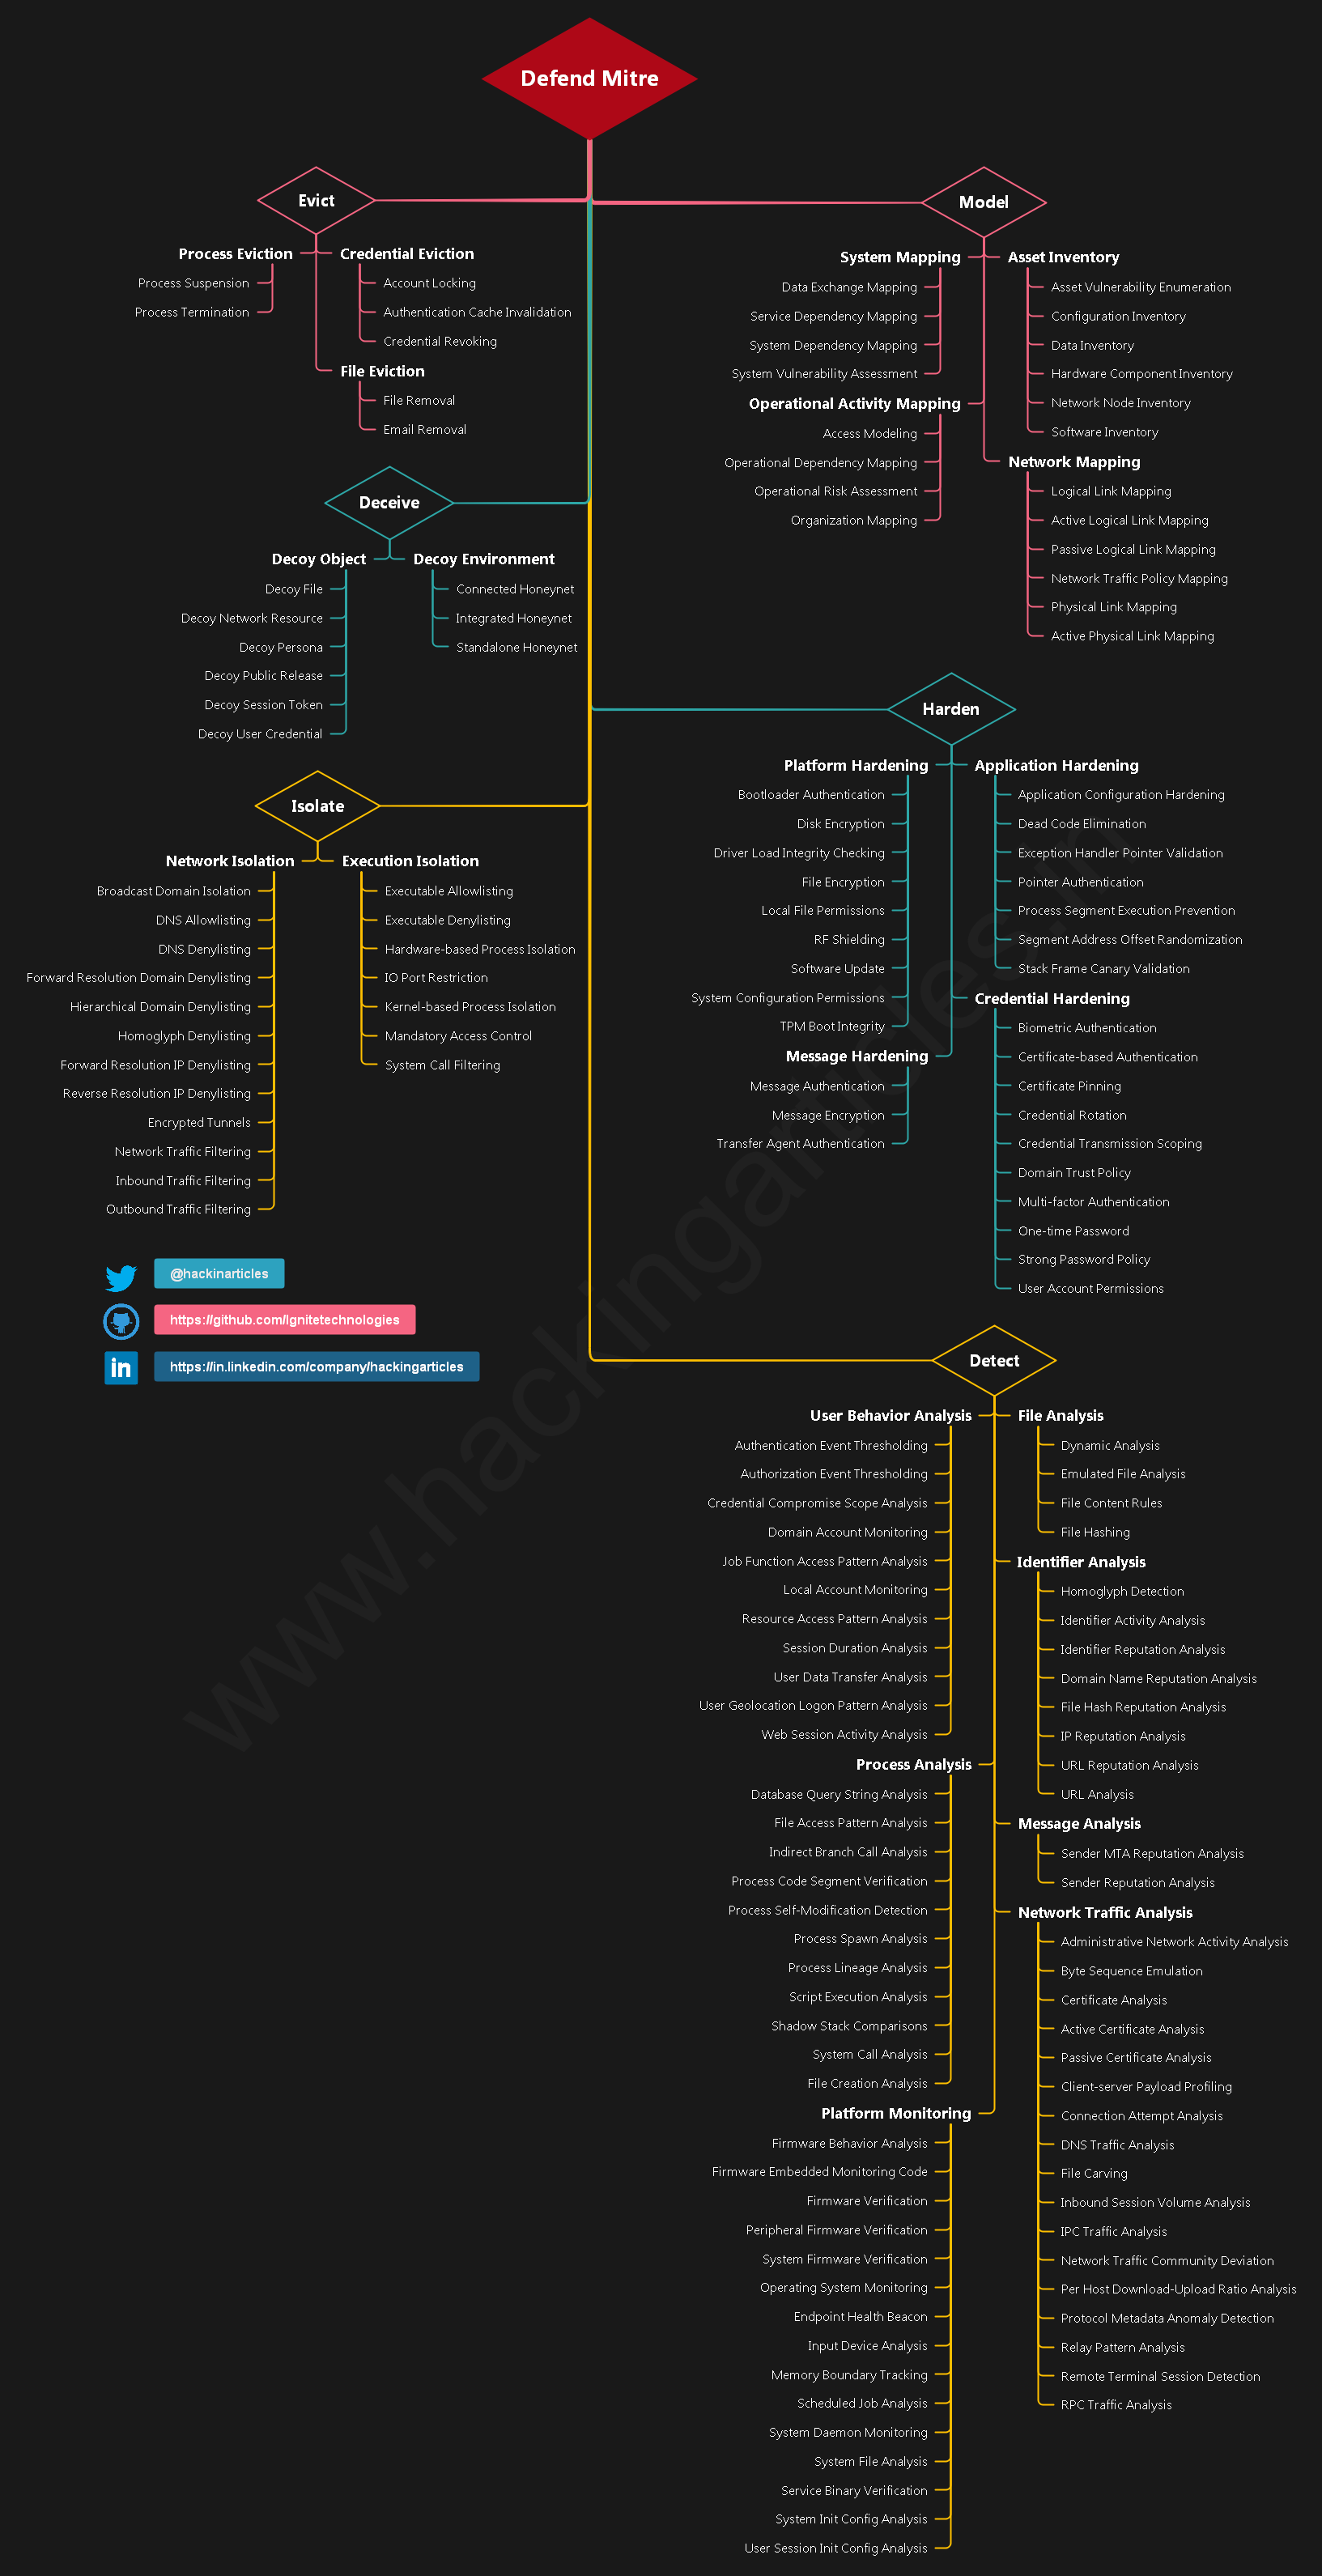 Defend Mitre
Evict
Process Eviction
Process Suspension
Process Termination
Credential Eviction
Account Locking
Authentication Cache Invalidation
Credential Revoking
File Eviction
File Removal
Email Removal
Model
System Mapping
Data Exchange Mapping
Service Dependency Mapping
System Dependency Mapping
System Vulnerability Assessment
Operational Activity Mapping
Access Modeling
Operational Dependency Mapping
Operational Risk Assessment
Organization Mapping
Asset Inventory
Asset Vulnerability Enumeration
Configuration Inventory
Data Inventory
Hardware Component Inventory
Network Node Inventory
Software Inventory
Network Mapping
Logical Link Mapping
Active Logical Link Mapping
Passive Logical Link Mapping
Network Traffic Policy Mapping
Physical Link Mapping
Active Physical Link Mapping
Deceive
Decoy Object
Decoy File
Decoy Network Resource
Decoy Persona
Decoy Public Release
Decoy Session Token
Decoy User Credential
Decoy Environment
Connected Honeynet
Integrated Honeynet
Standalone Honeynet
Harden
Platform Hardening
Bootloader Authentication
Disk Encryption
Driver Load Integrity Checking
File Encryption
Local File Permissions
RF Shielding
Software Update
System Configuration Permissions
TPM Boot Integrity
Message Hardening
Message Authentication
Message Encryption
Transfer Agent Authentication
Application Hardening
Application Configuration Hardening
Dead Code Elimination
Exception Handler Pointer Validation
Pointer Authentication
Process Segment Execution Prevention
Segment Address Offset Randomization
Stack Frame Canary Validation
Credential Hardening
Biometric Authentication
Certificate-based Authentication
Certificate Pinning
Credential Rotation
Credential Transmission Scoping
Domain Trust Policy
Multi-factor Authentication
One-time Password
Strong Password Policy
User Account Permissions
Isolate
Network Isolation
Broadcast Domain Isolation
DNS Allowlisting
DNS Denylisting
Forward Resolution Domain Denylisting
Hierarchical Domain Denylisting
Homoglyph Denylisting
Forward Resolution IP Denylisting
Reverse Resolution IP Denylisting
Encrypted Tunnels
Network Traffic Filtering
Inbound Traffic Filtering
Outbound Traffic Filtering
Execution Isolation
Executable Allowlisting
Executable Denylisting
Hardware-based Process Isolation
IO Port Restriction
Kernel-based Process Isolation
Mandatory Access Control
System Call Filtering
@hackinarticles
https://github.com/Ignitetechnologies
in
https://in.linkedin.com/company/hackingarticles
Detect
User Behavior Analysis
Authentication Event Thresholding
Authorization Event Thresholding
Credential Compromise Scope Analysis
Domain Account Monitoring
Job Function Access Pattern Analysis
Local Account Monitoring
Resource Access Pattern Analysis
Session Duration Analysis
User Data Transfer Analysis
User Geolocation Logon Pattern Analysis
Web Session Activity Analysis
Process Analysis
Database Query String Analysis
File Access Pattern Analysis
Indirect Branch Call Analysis
Process Code Segment Verification
Process Self-Modification Detection
Process Spawn Analysis
Process Lineage Analysis
Script Execution Analysis
Shadow Stack Comparisons
System Call Analysis
File Creation Analysis
Platform Monitoring
Firmware Behavior Analysis
Firmware Embedded Monitoring Code
Firmware Verification
Peripheral Firmware Verification
System Firmware Verification
Operating System Monitoring
Endpoint Health Beacon
Input Device Analysis
Memory Boundary Tracking
Scheduled Job Analysis
System Daemon Monitoring
System File Analysis
Service Binary Verification
System Init Config Analysis
User Session Init Config Analysis
File Analysis
Dynamic Analysis
Emulated File Analysis
File Content Rules
File Hashing
Identifier Analysis
Homoglyph Detection
Identifier Activity Analysis
Identifier Reputation Analysis
Domain Name Reputation Analysis
File Hash Reputation Analysis
IP Reputation Analysis
URL Reputation Analysis
URL Analysis
Message Analysis
Sender MTA Reputation Analysis
Sender Reputation Analysis
Network Traffic Analysis
Administrative Network Activity Analysis
Byte Sequence Emulation
Certificate Analysis
Active Certificate Analysis
Passive Certificate Analysis
Client-server Payload Profiling
Connection Attempt Analysis
DNS Traffic Analysis
File Carving
Inbound Session Volume Analysis
IPC Traffic Analysis
Network Traffic Community Deviation
Per Host Download-Upload Ratio Analysis
Protocol Metadata Anomaly Detection
Relay Pattern Analysis
Remote Terminal Session Detection
RPC Traffic Analysis
www.hackingarticles.in